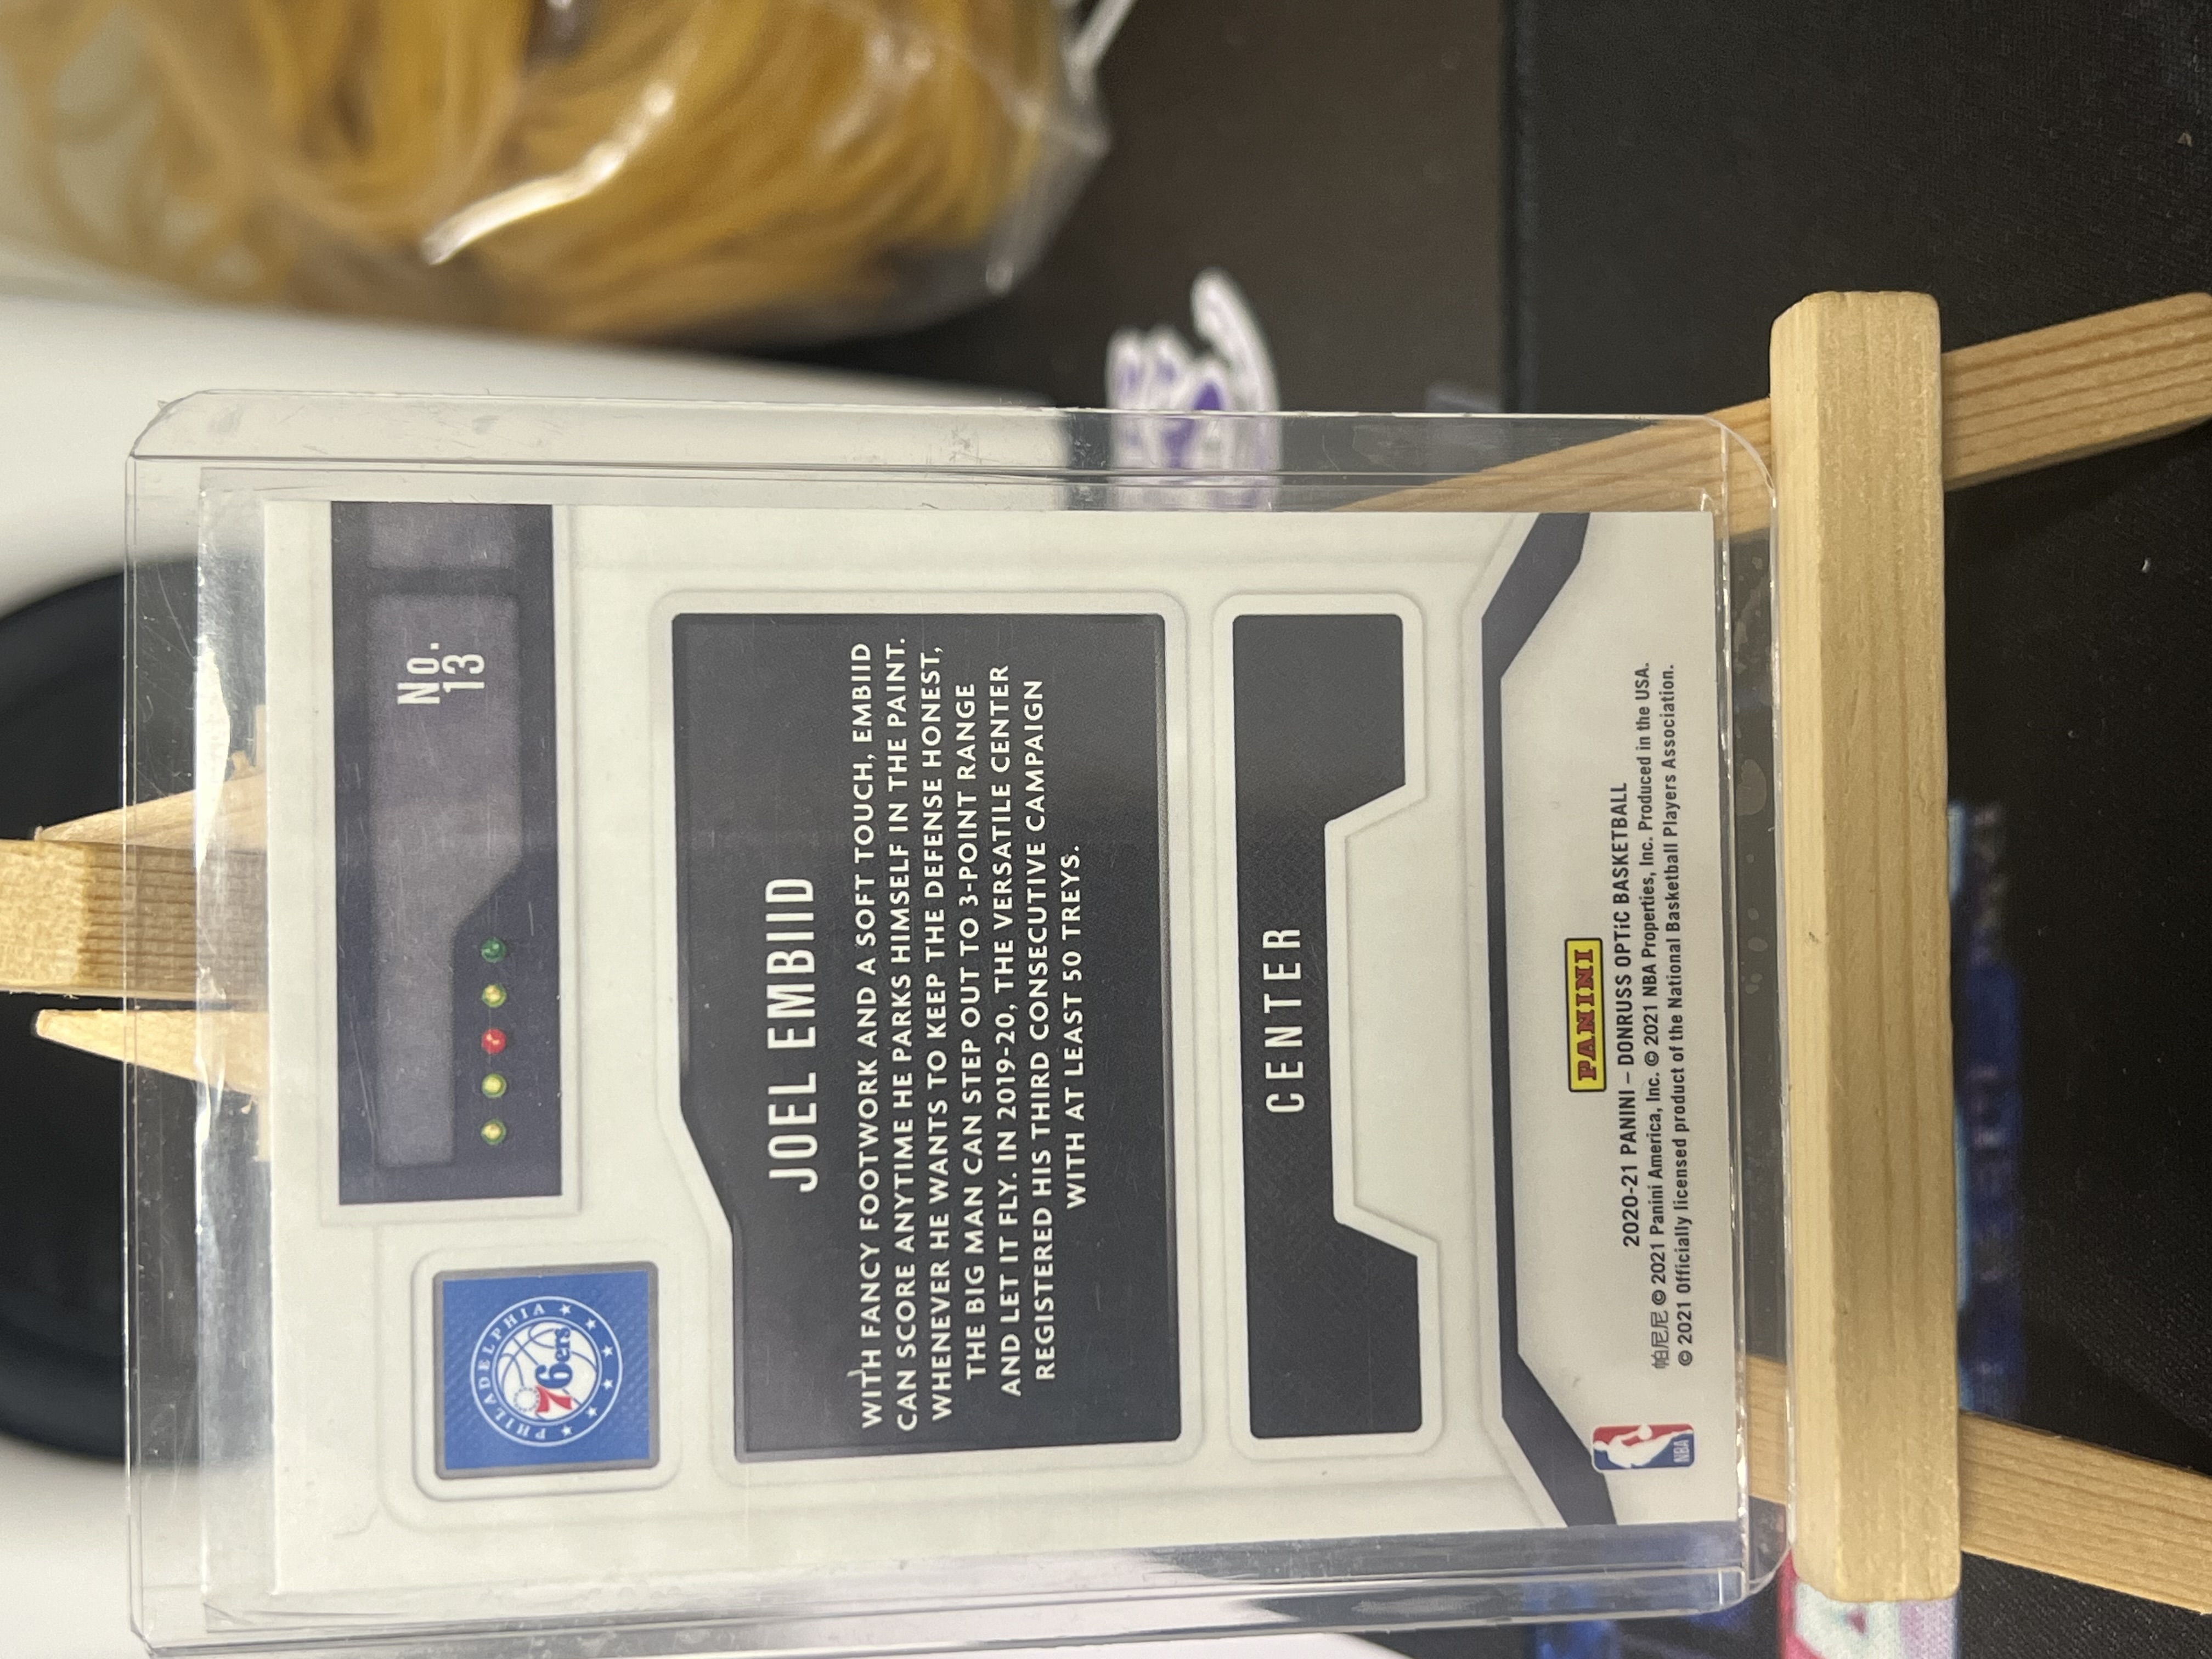 No.
13
PHILADELPHIA
76ers
JOEL EMBIID
WITH FANCY FOOTWORK AND A SOFT TOUCH, EMBIID
CAN SCORE ANYTIME HE PARKS HIMSELF IN THE PAINT.
WHENEVER HE WANTS TO KEEP THE DEFENSE HONEST,
THE BIG MAN CAN STEP OUT TO 3-POINT RANGE
AND LET IT FLY. IN 2019-20, THE VERSATILE CENTER
REGISTERED HIS THIRD CONSECUTIVE CAMPAIGN
WITH AT LEAST 50 TREYS.
CENTER
PANINI
2020-21 PANINI – DONRUSS OPTiC BASKETBALL
帕尼尼 © 2021 Panini America, Inc. © 2021 NBA Properties, Inc. Produced in the USA.
© 2021 Officially licensed product of the National Basketball Players Association.
NBA